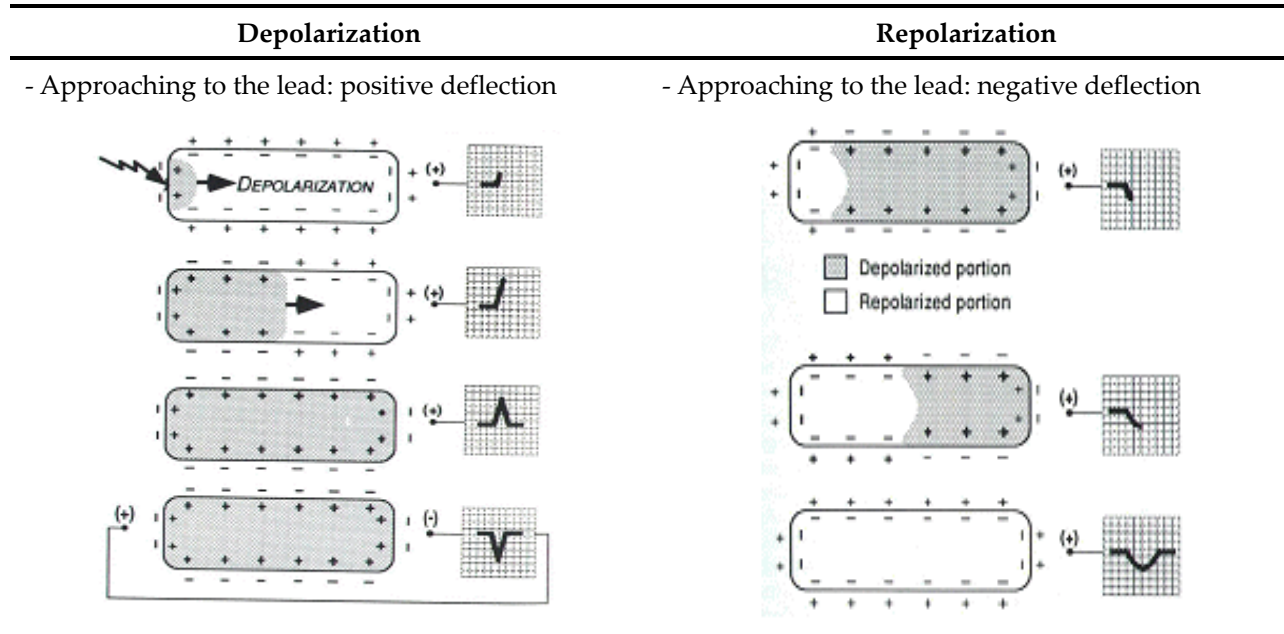 Depolarization
Repolarization
- Approaching to the lead: positive deflection
- Approaching to the lead: negative deflection
+ + + + + +
DEPOLARIZATION
(+)
(+)
(+)
(+)
(-)
(+)
Depolarized portion
Repolarized portion
(+)
(+)